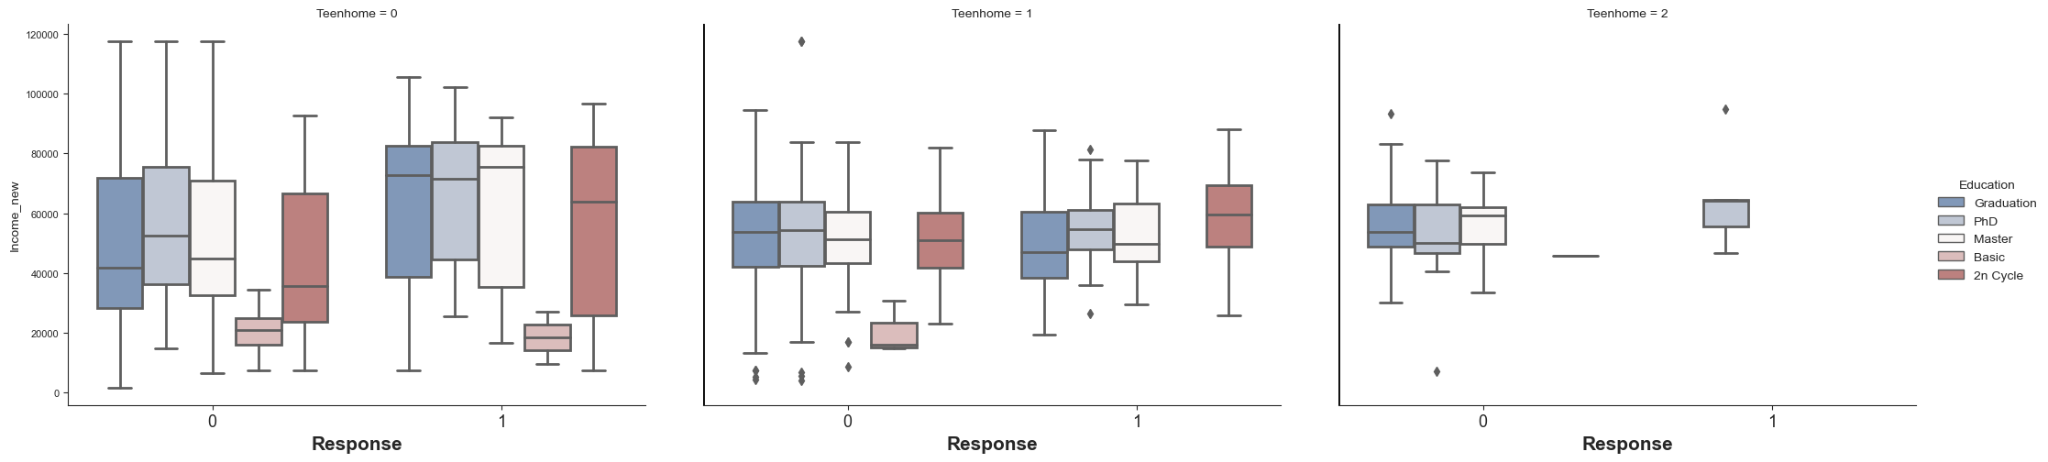 Teenhome = 0
Teenhome = 1
Teenhome = 2
Income_new
120000
100000
80000
60000
40000
20000
0
0
1
0
1
0
1
Response
Response
Response
Education
Graduation
PhD
Master
Basic
2n Cycle